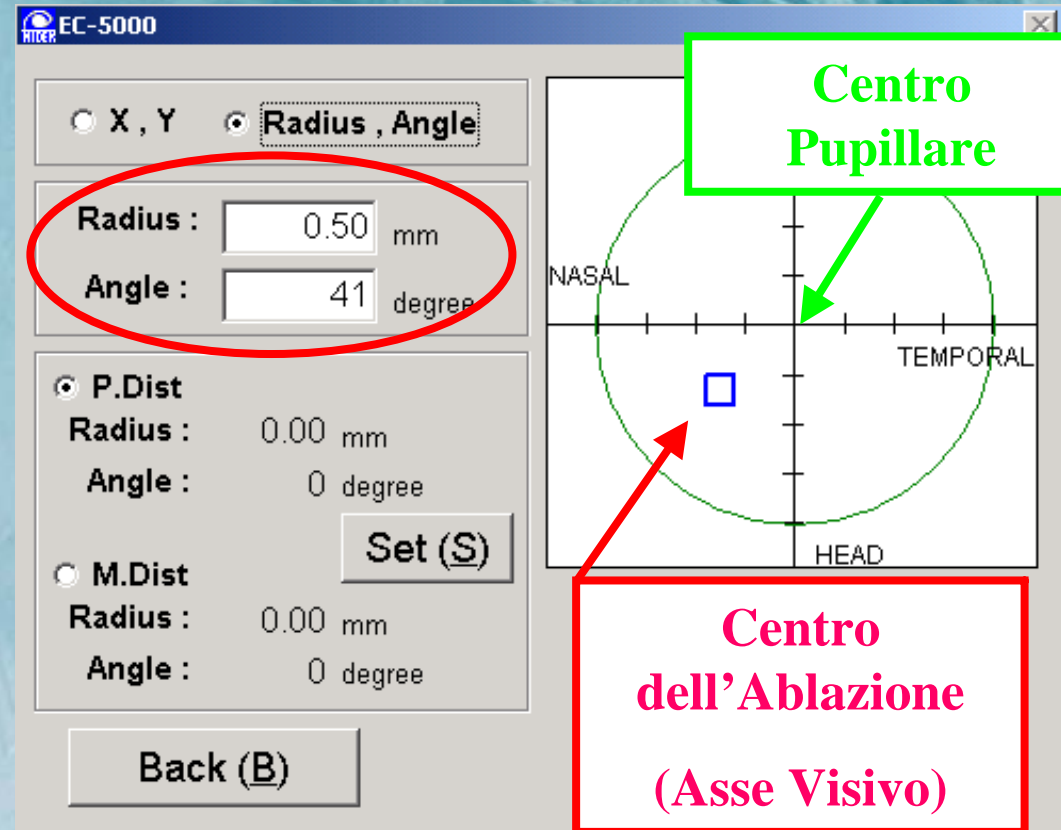 NIDEK EC-5000
X , Y Radius , Angle
Radius : 0.50 mm
Angle : 41 degree
P.Dist
Radius : 0.00 mm
Angle : 0 degree
Set (S)
M.Dist
Radius : 0.00 mm
Angle : 0 degree
Back (B)
Centro
Pupillare
NASAL
TEMPORAL
HEAD
Centro
dell’Ablazione
(Asse Visivo)